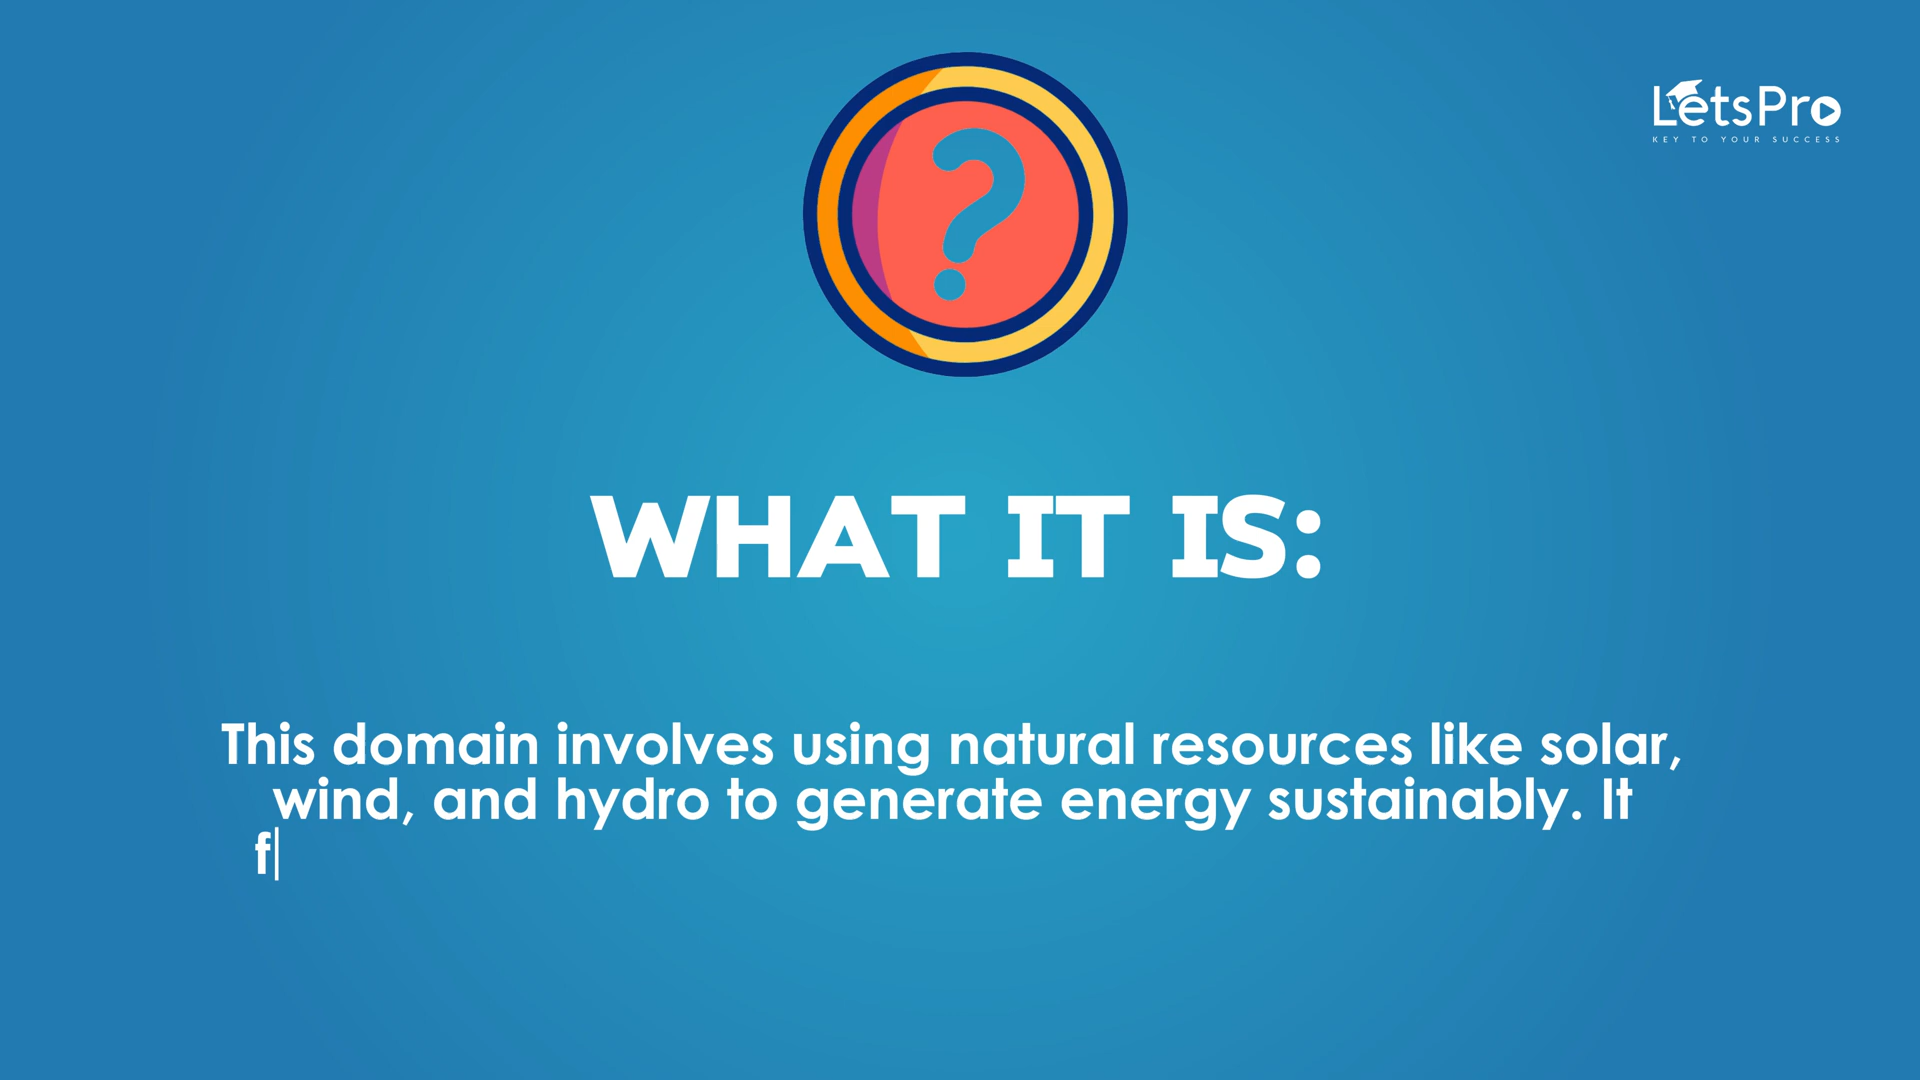 LetsPro
KEY TO YOUR SUCCESS
?
WHAT IT IS:
This domain involves using natural resources like solar,
wind, and hydro to generate energy sustainably. It
f